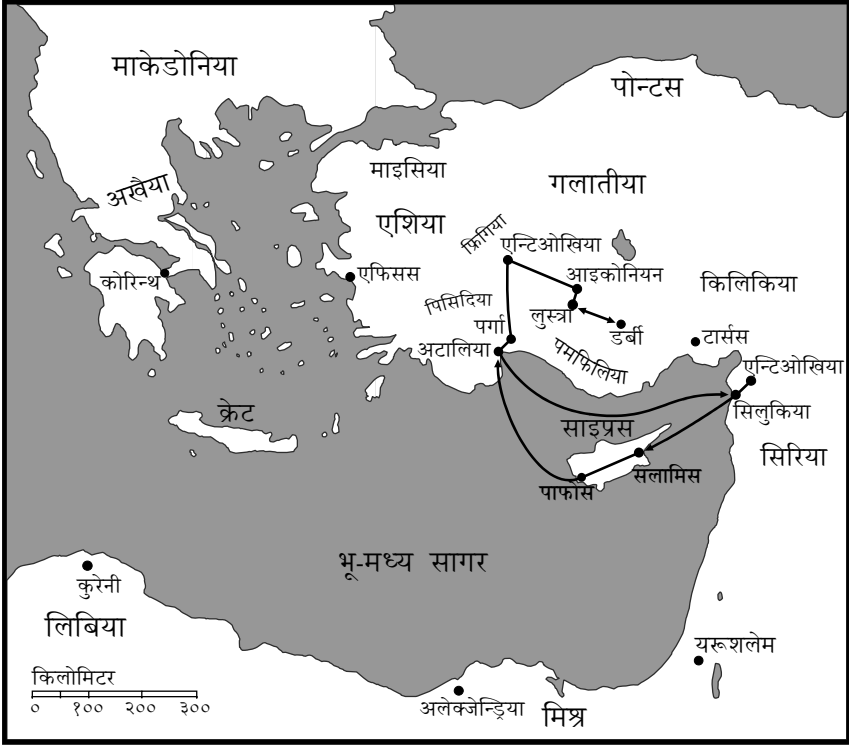 माकेडोनिया
पोन्टस
माइसिया
गलातीया
अखैया
एशिया
फ्रिगिया
एन्टिओखिया
कोरिन्थ
एफिसस
आइकोनियन
किलिकिया
पिसिदिया
लुस्त्रा
पर्गा
डर्बी
टार्सस
अटालिया
पमफिलिया
एन्टिओखिया
क्रेट
सिलुकिया
साइप्रस
सिरिया
सलामिस
पाफोस
भू-मध्य सागर
कुरेनी
लिबिया
यरूशलेम
किलोमिटर
० १०० २०० ३००
अलेक्जेन्ड्रिया
मिश्र